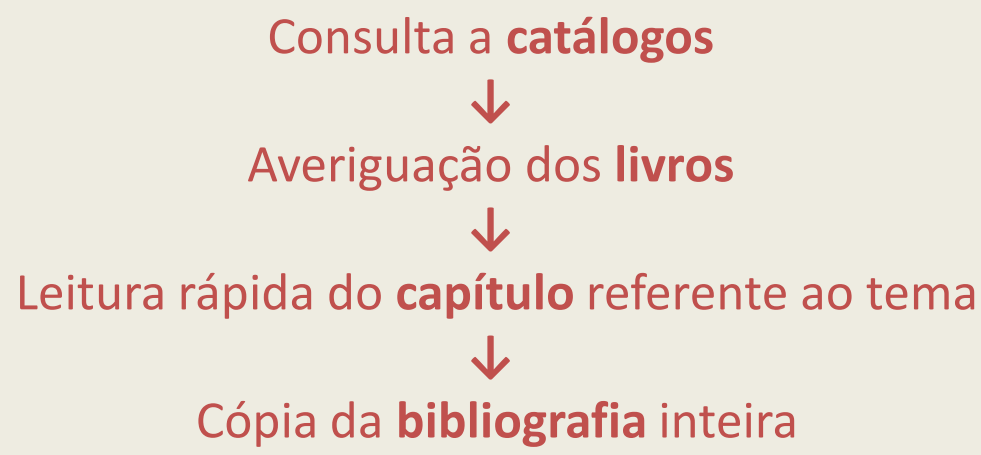 Consulta a catálogos
↓
Averiguação dos livros
↓
Leitura rápida do capítulo referente ao tema
↓
Cópia da bibliografia inteira